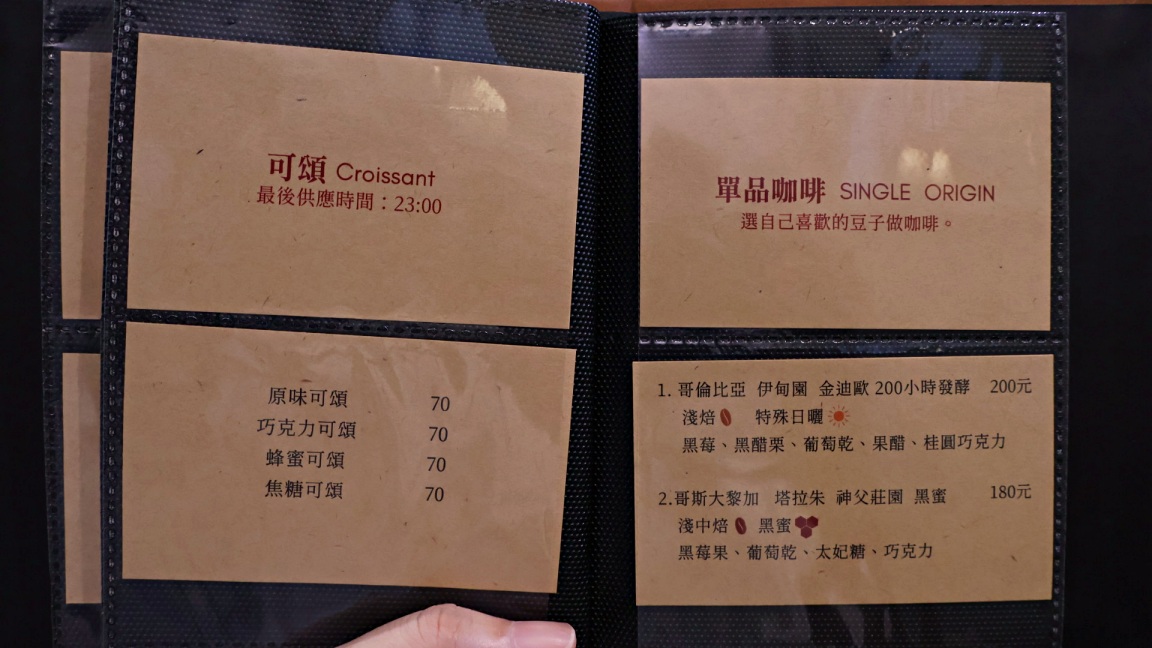 可頌 Croissant
最後供應時間：23:00
原味可頌 70
巧克力可頌 70
蜂蜜可頌 70
焦糖可頌 70
單品咖啡 SINGLE ORIGIN
選自己喜歡的豆子做咖啡。
1. 哥倫比亞 伊甸園 金迪歐 200小時發酵 200元
淺焙 特殊日曬
黑莓、黑醋栗、葡萄乾、果醋、桂圓巧克力
2.哥斯大黎加 塔拉朱 神父莊園 黑蜜 180元
淺中焙 黑蜜
黑莓果、葡萄乾、太妃糖、巧克力